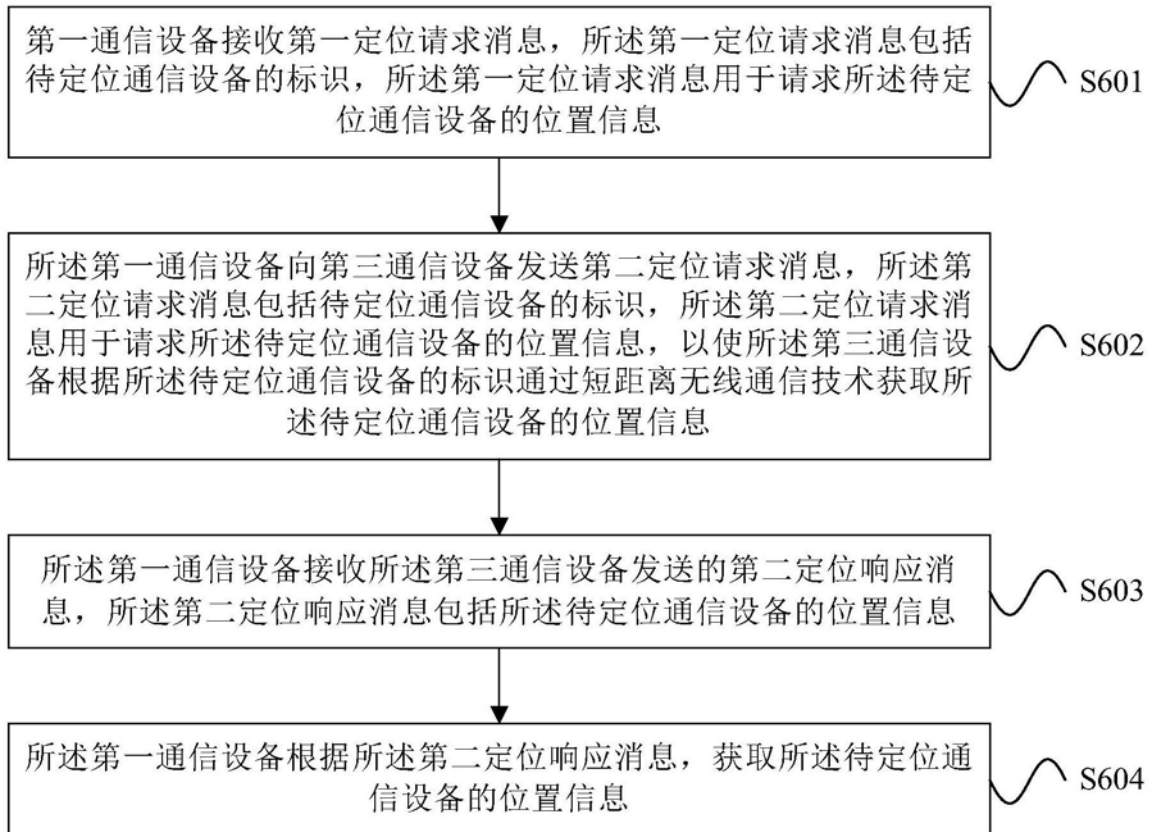 第一通信设备接收第一定位请求消息，所述第一定位请求消息包括
待定位通信设备的标识，所述第一定位请求消息用于请求所述待定
位通信设备的位置信息
S601
所述第一通信设备向第三通信设备发送第二定位请求消息，所述第
二定位请求消息包括待定位通信设备的标识，所述第二定位请求消
息用于请求所述待定位通信设备的位置信息，以使所述第三通信设
备根据所述待定位通信设备的标识通过短距离无线通信技术获取所
述待定位通信设备的位置信息
S602
所述第一通信设备接收所述第三通信设备发送的第二定位响应消
息，所述第二定位响应消息包括所述待定位通信设备的位置信息
S603
所述第一通信设备根据所述第二定位响应消息，获取所述待定位通
信设备的位置信息
S604